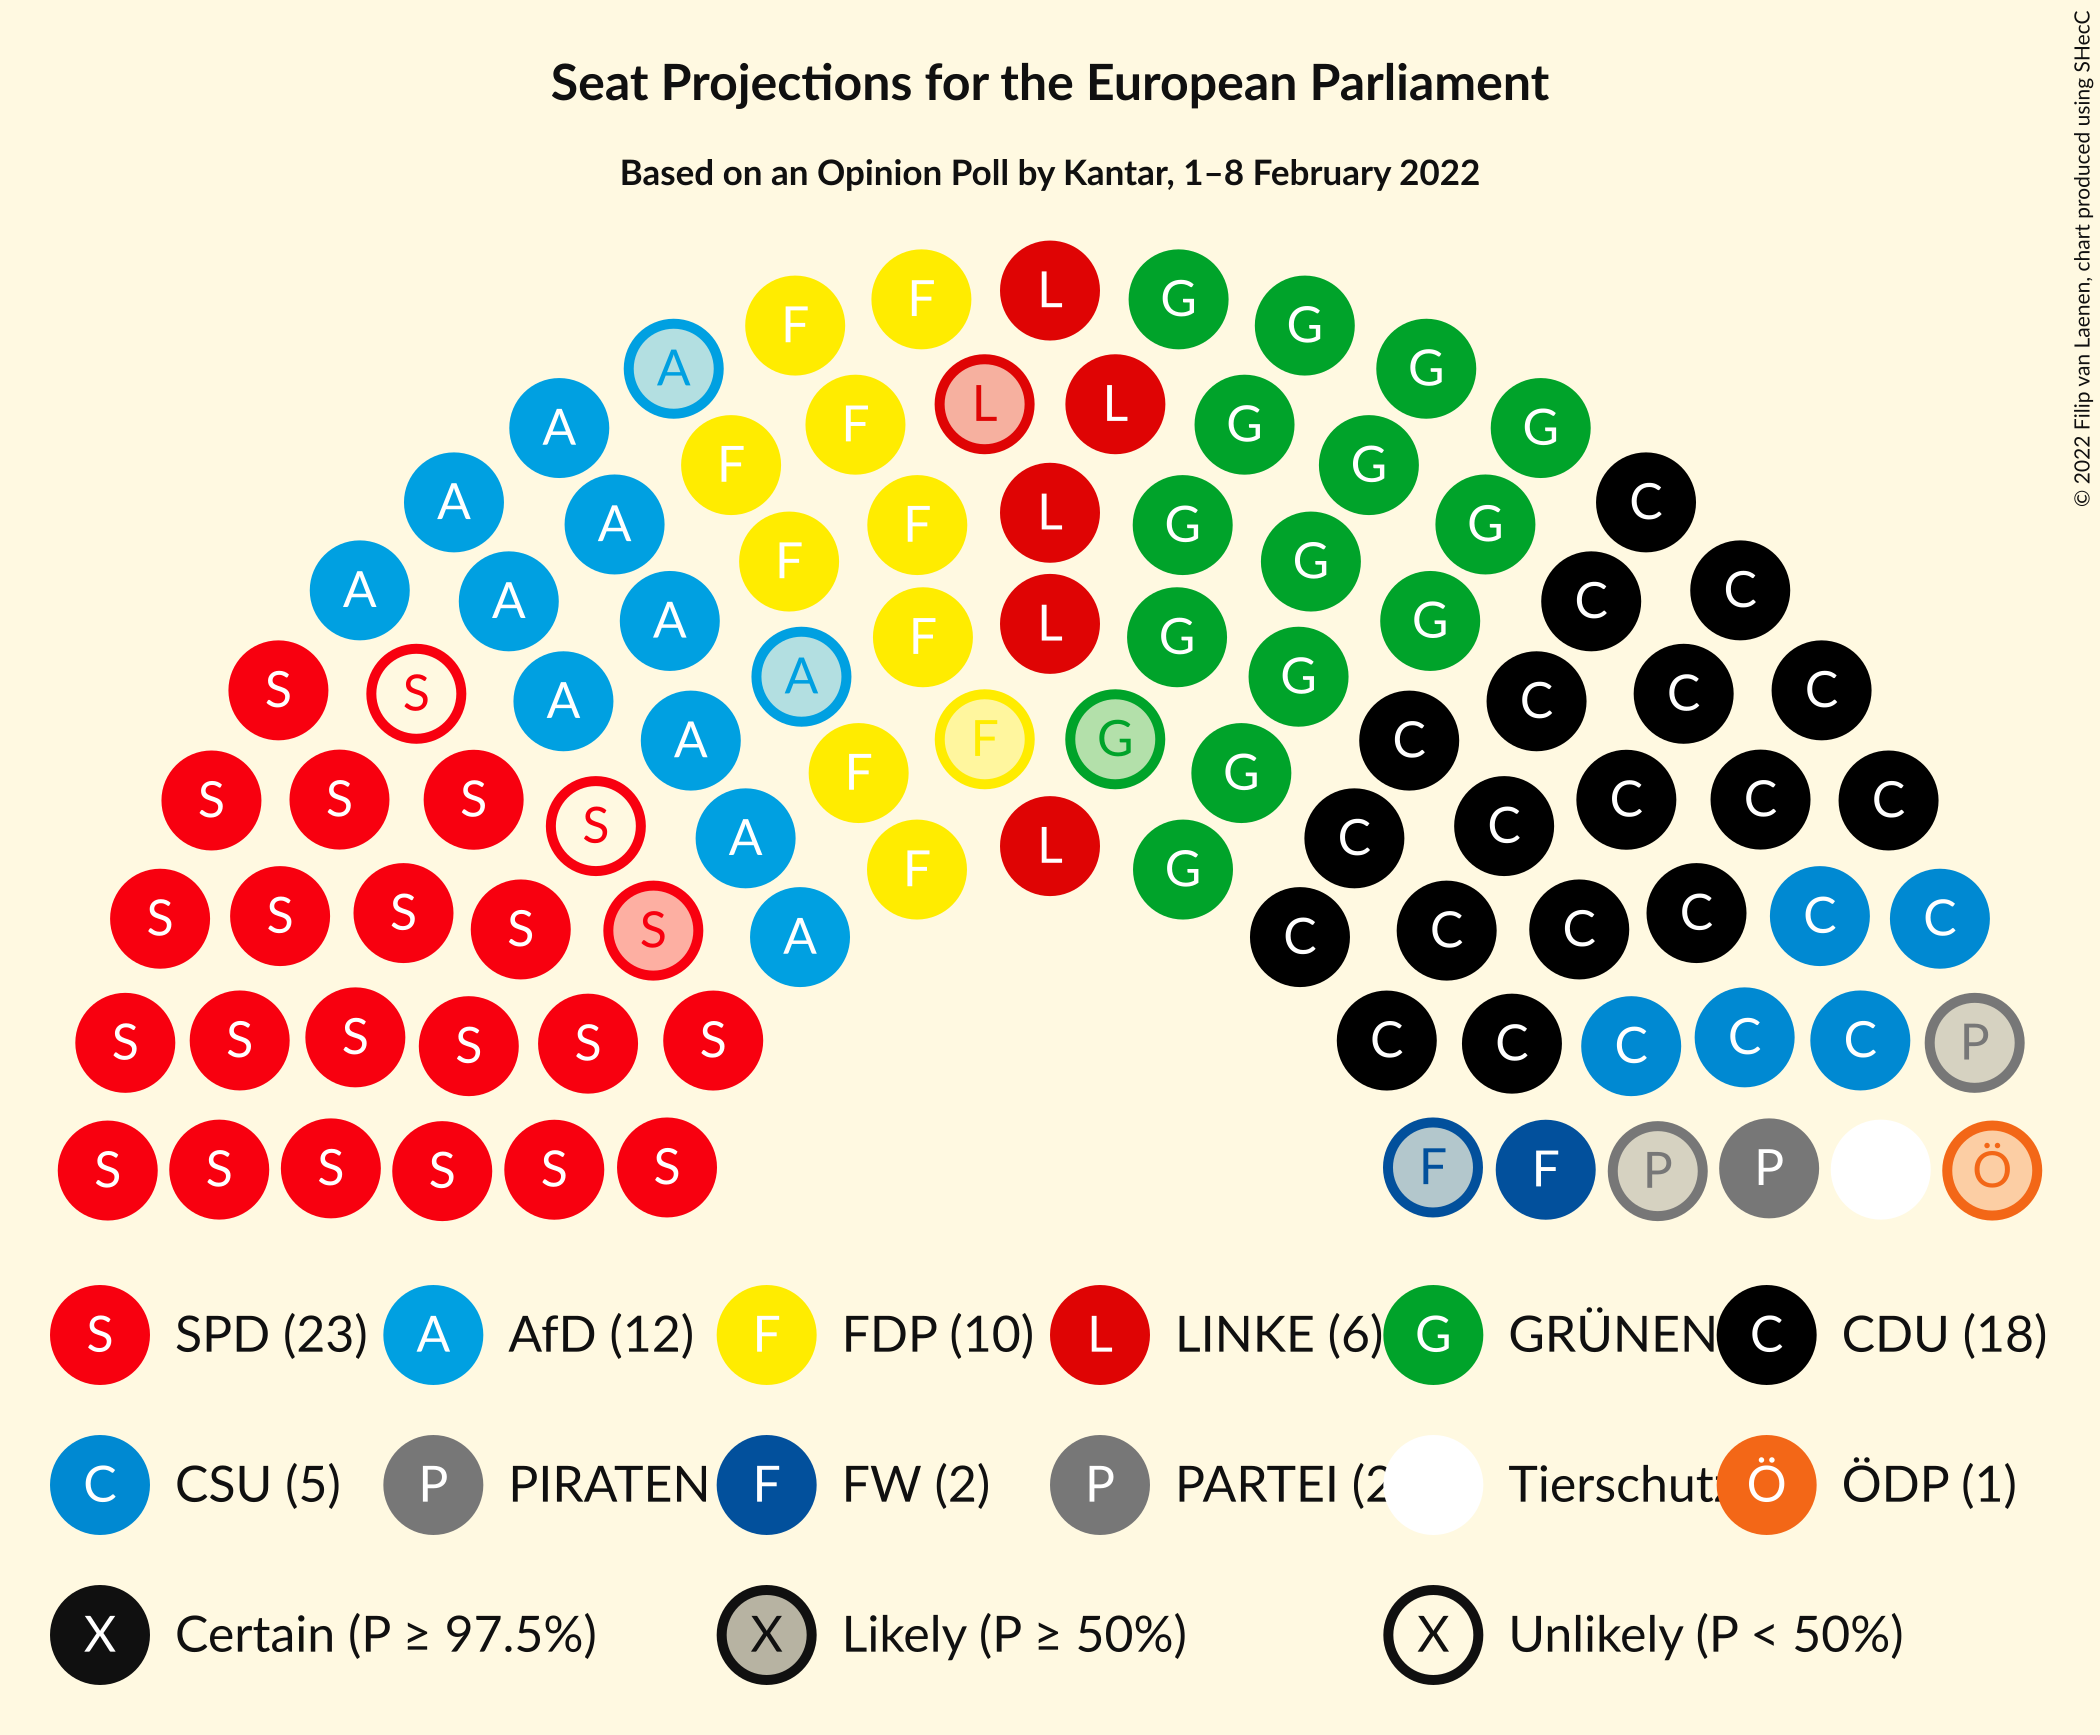 Seat Projections for the European Parliament
Based on an Opinion Poll by Kantar, 1–8 February 2022
© 2022 Filip van Laenen, chart produced using SHecC
L
F G
F G
A G
F L L G
A G
F G
A C
F L G
A G
A C
F G
A C
F L G
A G
A C
S S A A G C C C
F G
A C
F G
S S S S A L C C C C C
F G
S S S S S A C C C C C C
S S S S S S C C C C C P
S S S S S S F F P P Ö
S SPD (23) A AfD (12) F FDP (10) L LINKE (6) G GRÜNEN C CDU (18)
C CSU (5) P PIRATEN F FW (2) P PARTEI (2 Tierschutz Ö ÖDP (1)
X Certain (P ≥ 97.5%) X Likely (P ≥ 50%) X Unlikely (P < 50%)